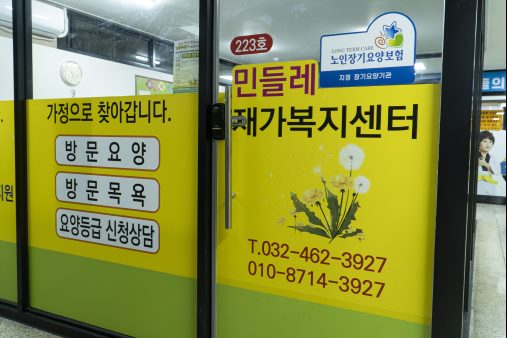 223호
LONG TERM CARE
노인장기요양보험
지정 장기요양기관
민들레
재가복지센터
가정으로 찾아갑니다.
방문요양
방문목욕
요양등급 신청상담
지원
T.032-462-3927
010-8714-3927
의